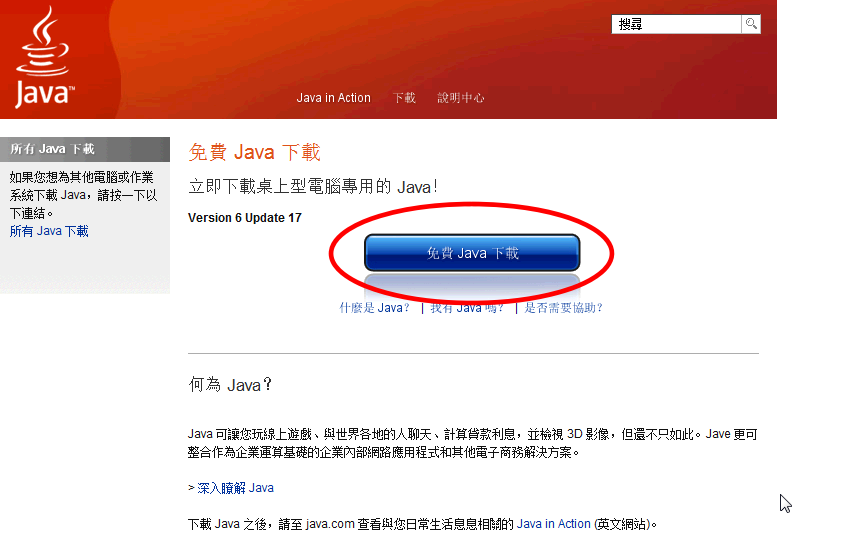 Java™
搜尋
Java in Action 下載 說明中心
所有 Java 下載
如果您想為其他電腦或作業
系統下載 Java，請按一下以
下連結。
所有 Java 下載
免費 Java 下載
立即下載桌上型電腦專用的 Java!
Version 6 Update 17
免費 Java 下載
什麼是 Java? | 我有 Java 嗎? | 是否需要協助?
何為 Java?
Java 可讓您玩線上遊戲、與世界各地的人聊天、計算貸款利息，並檢視 3D 影像，但還不只如此。Jave 更可
整合作為企業運算基礎的企業內部網路應用程式和其他電子商務解決方案。
> 深入瞭解 Java
下載 Java 之後，請至 java.com 查看與您日常生活息息相關的 Java in Action (英文網站)。